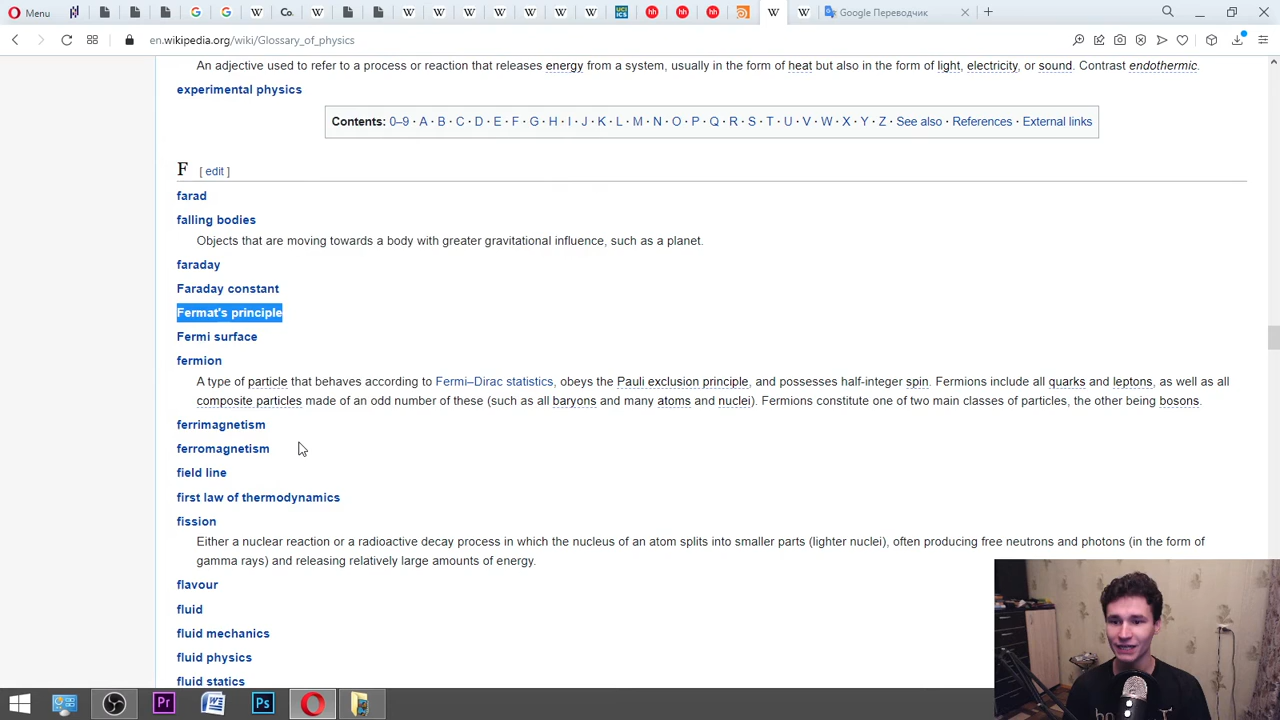 Menu
Co.
UCI
ICS
hh
hh
hh
Google Переводчик
en.wikipedia.org/wiki/Glossary_of_physics
An adjective used to refer to a process or reaction that releases energy from a system, usually in the form of heat but also in the form of light, electricity, or sound. Contrast endothermic.
experimental physics
Contents: 0–9 · A · B · C · D · E · F · G · H · I · J · K · L · M · N · O · P · Q · R · S · T · U · V · W · X · Y · Z · See also · References · External links
F [ edit ]
farad
falling bodies
Objects that are moving towards a body with greater gravitational influence, such as a planet.
faraday
Faraday constant
Fermat's principle
Fermi surface
fermion
A type of particle that behaves according to Fermi–Dirac statistics, obeys the Pauli exclusion principle, and possesses half-integer spin. Fermions include all quarks and leptons, as well as all
composite particles made of an odd number of these (such as all baryons and many atoms and nuclei). Fermions constitute one of two main classes of particles, the other being bosons.
ferrimagnetism
ferromagnetism
field line
first law of thermodynamics
fission
Either a nuclear reaction or a radioactive decay process in which the nucleus of an atom splits into smaller parts (lighter nuclei), often producing free neutrons and photons (in the form of
gamma rays) and releasing relatively large amounts of energy.
flavour
fluid
fluid mechanics
fluid physics
fluid statics
Pr
W
Ps